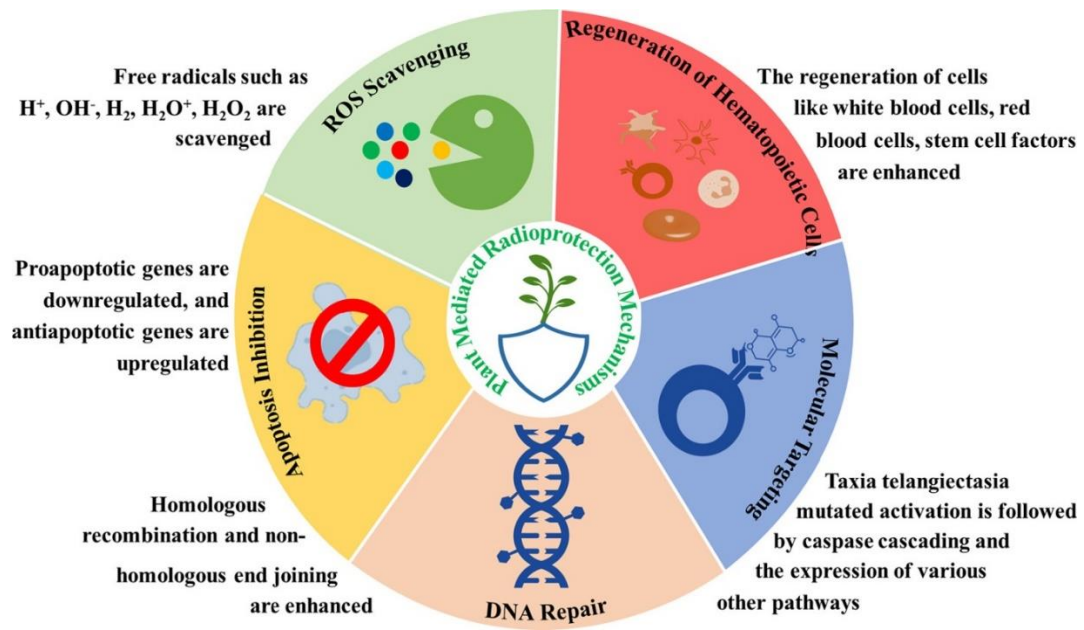 ROS Scavenging
Free radicals such as
H⁺, OH⁻, H₂, H₂O⁺, H₂O₂ are
scavenged
Regeneration of Hematopoietic Cells
The regeneration of cells
like white blood cells, red
blood cells, stem cell factors
are enhanced
Plant Mediated Radioprotection Mechanisms
Apoptosis Inhibition
Proapoptotic genes are
downregulated, and
antiapoptotic genes are
upregulated
Molecular Targeting
Taxia telangiectasia
mutated activation is followed
by caspase cascading and
the expression of various
other pathways
Homologous
recombination and non-
homologous end joining
are enhanced
DNA Repair